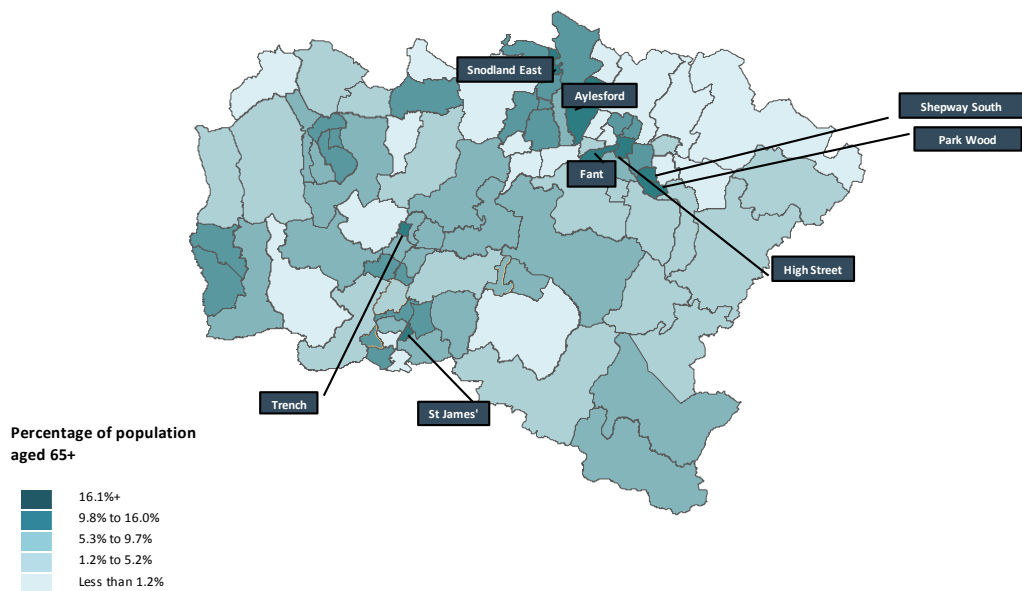 Snodland East
Aylesford
Shepway South
Park Wood
Fant
High Street
Trench
St James'
Percentage of population
aged 65+
16.1%+
9.8% to 16.0%
5.3% to 9.7%
1.2% to 5.2%
Less than 1.2%